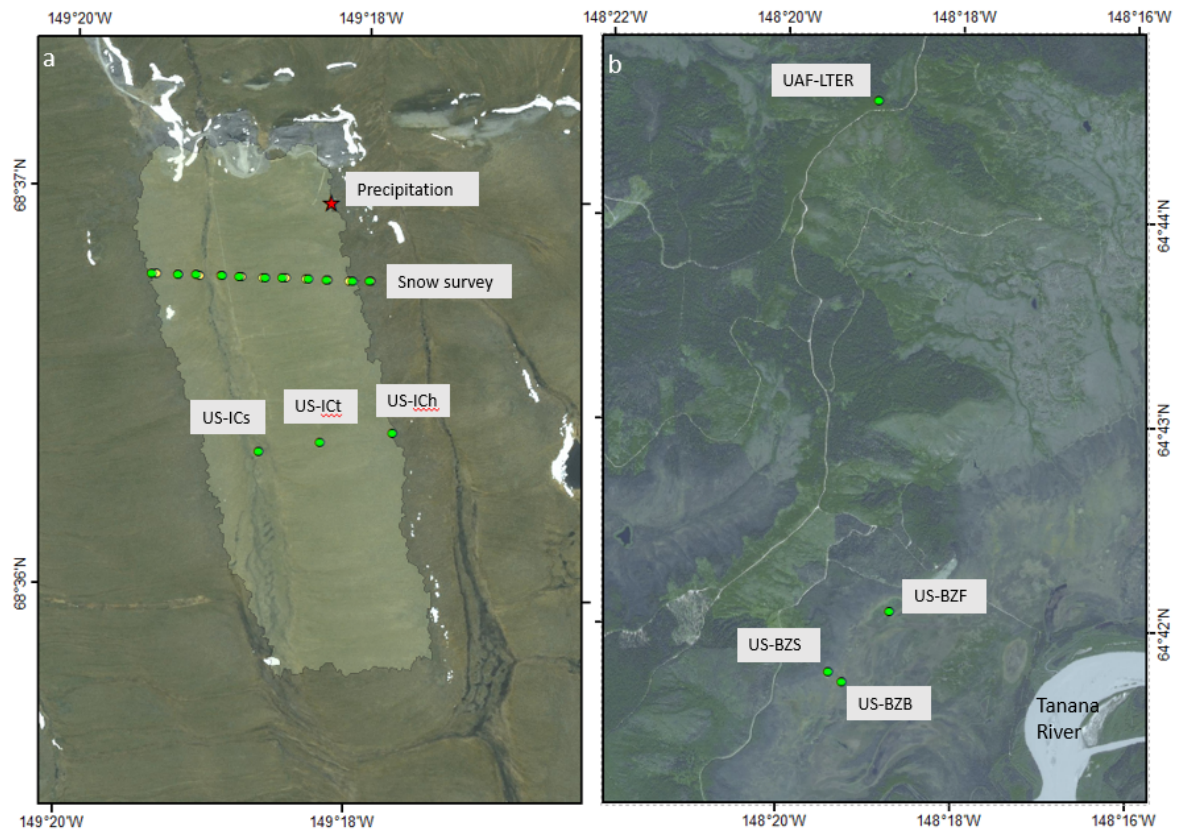 149°20'W 149°18'W 148°22'W 148°20'W 148°18'W 148°16'W
a
b
UAF-LTER
68°37'N
Precipitation
64°44'N
Snow survey
US-ICs
US-ICt
US-ICh
64°43'N
68°36'N
US-BZF
64°42'N
US-BZS
US-BZB
Tanana
River
149°20'W 149°18'W 148°20'W 148°18'W 148°16'W